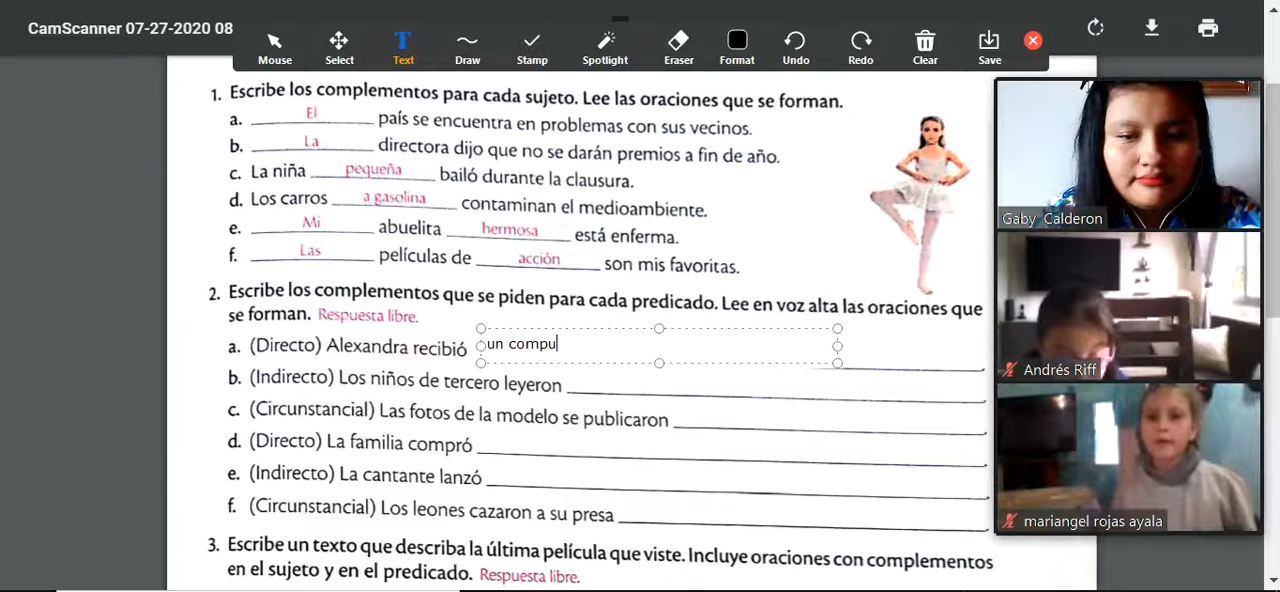 CamScanner 07-27-2020 08
Mouse Select Text Draw Stamp Spotlight Eraser Format Undo Redo Clear Save
1. Escribe los complementos para cada sujeto. Lee las oraciones que se forman.
a. El país se encuentra en problemas con sus vecinos.
b. La directora dijo que no se darán premios a fin de año.
c. La niña pequeña bailó durante la clausura.
d. Los carros a gasolina contaminan el medioambiente.
e. Mi abuelita hermosa está enferma.
f. Las películas de acción son mis favoritas.
2. Escribe los complementos que se piden para cada predicado. Lee en voz alta las oraciones que
se forman. Respuesta libre.
a. (Directo) Alexandra recibió un compu
b. (Indirecto) Los niños de tercero leyeron
c. (Circunstancial) Las fotos de la modelo se publicaron
d. (Directo) La familia compró
e. (Indirecto) La cantante lanzó
f. (Circunstancial) Los leones cazaron a su presa
3. Escribe un texto que describa la última película que viste. Incluye oraciones con complementos
en el sujeto y en el predicado. Respuesta libre.
Gaby Calderon
Andrés Riff
mariangel rojas ayala